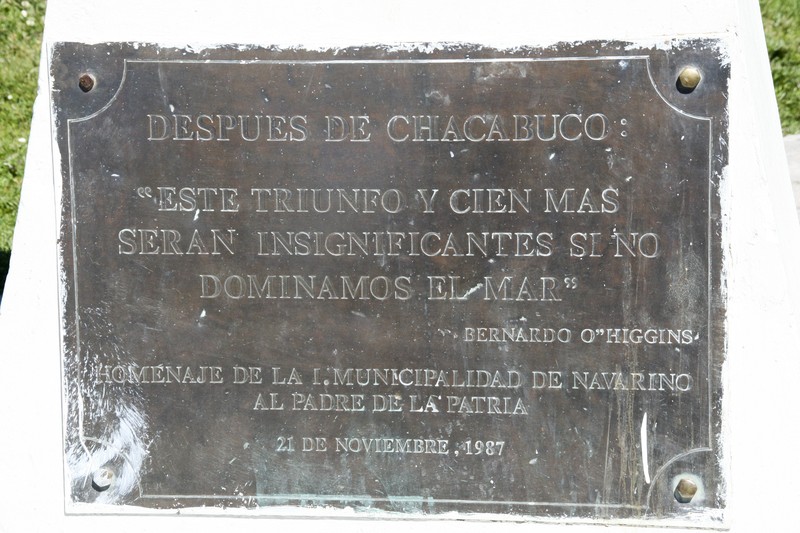 DESPUES DE CHACABUCO:
"ESTE TRIUNFO Y CIEN MAS
SERAN INSIGNIFICANTES SI NO
DOMINAMOS EL MAR"
BERNARDO O"HIGGINS
HOMENAJE DE LA I. MUNICIPALIDAD DE NAVARINO
AL PADRE DE LA PATRIA
21 DE NOVIEMBRE, 1987